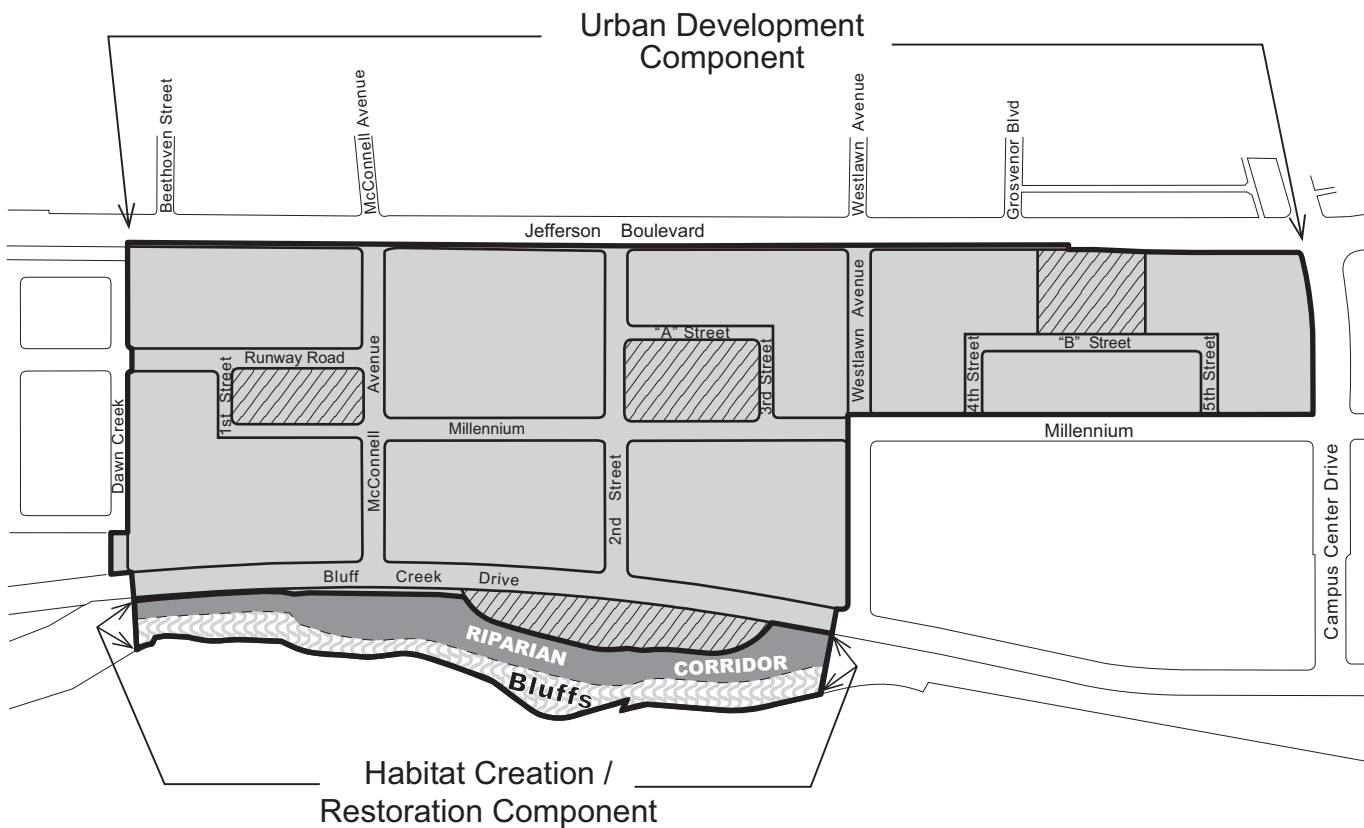 Urban Development
Component
Beethoven Street
McConnell Avenue
Westlawn Avenue
Grosvenor Blvd
Jefferson Boulevard
"A" Street
Runway Road
1st Street
Avenue
McConnell
3rd Street
Westlawn Avenue
4th Street
"B" Street
5th Street
Dawn Creek
Millennium
Millennium
2nd Street
Campus Center Drive
Bluff Creek Drive
RIPARIAN CORRIDOR
Bluffs
Habitat Creation /
Restoration Component